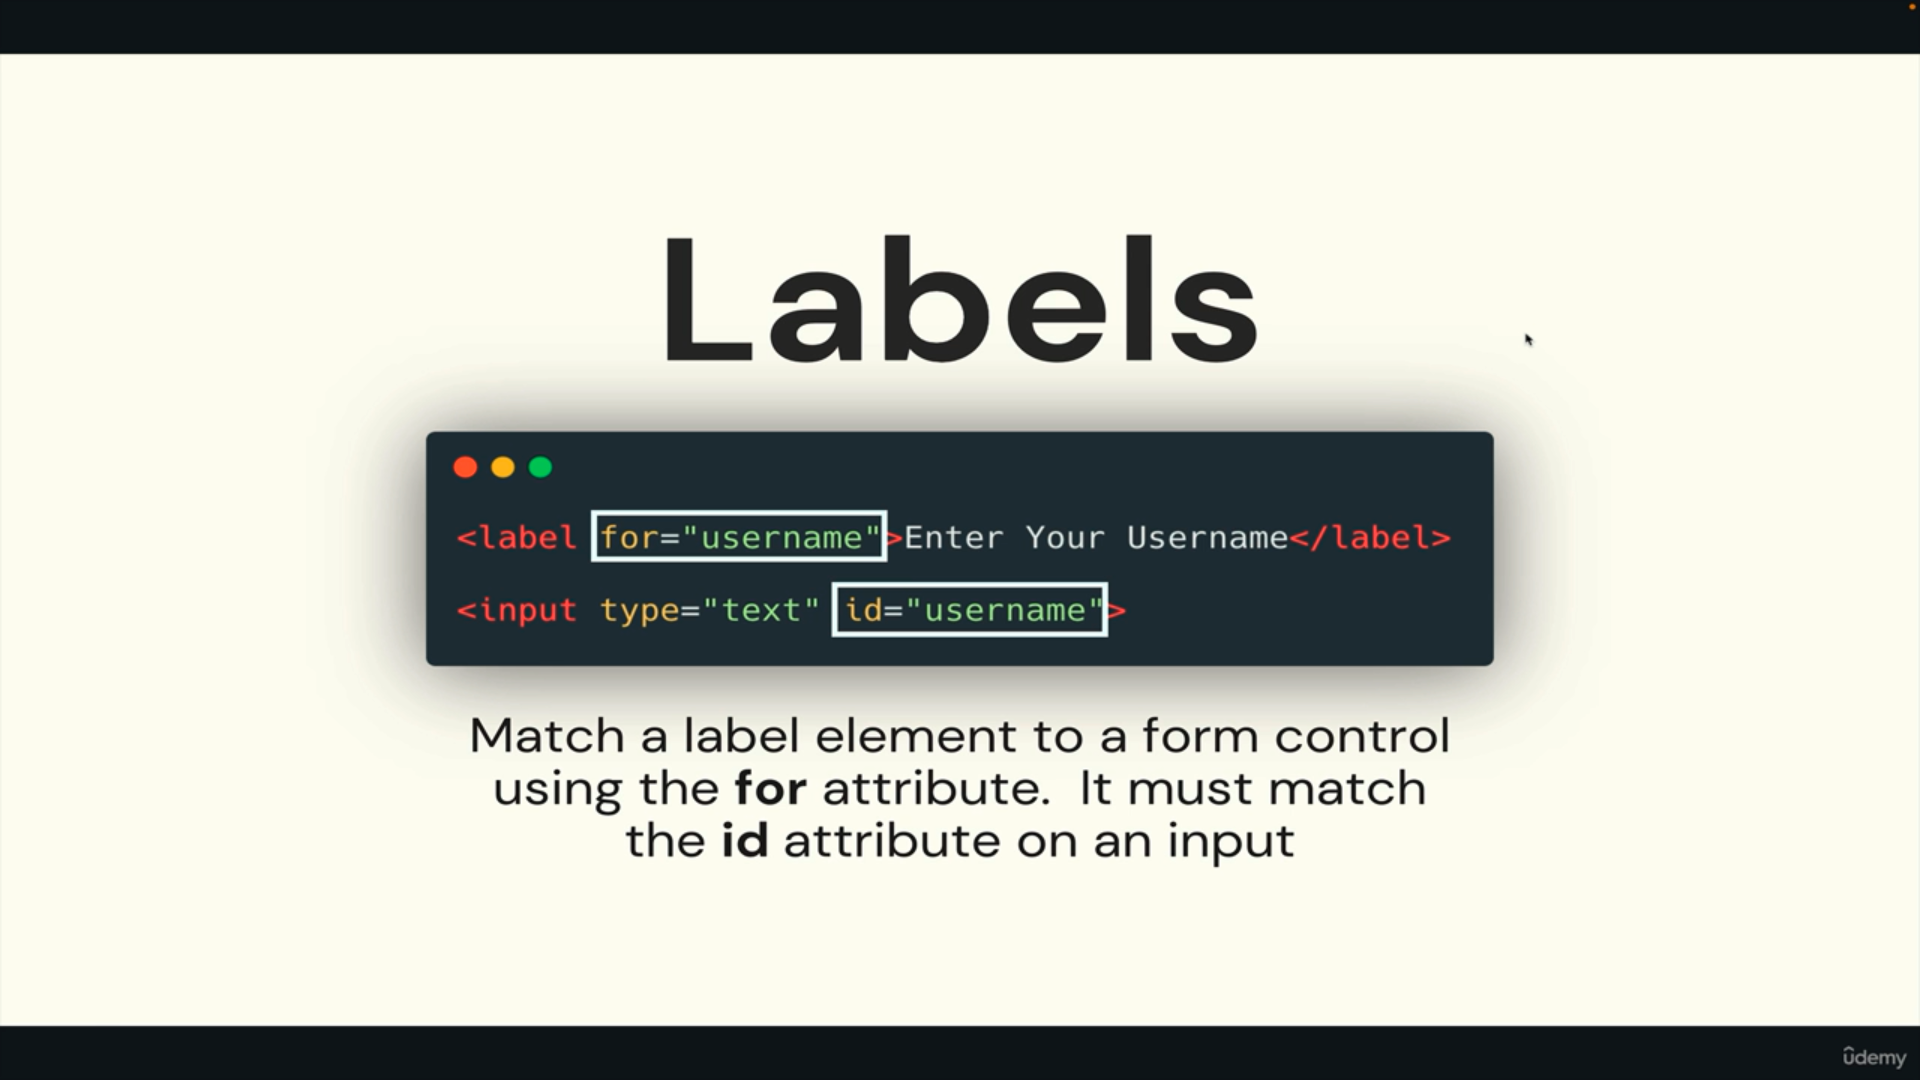 Labels
<label for="username">Enter Your Username</label>
<input type="text" id="username">
Match a label element to a form control
using the for attribute.  It must match
the id attribute on an input
ûdemy